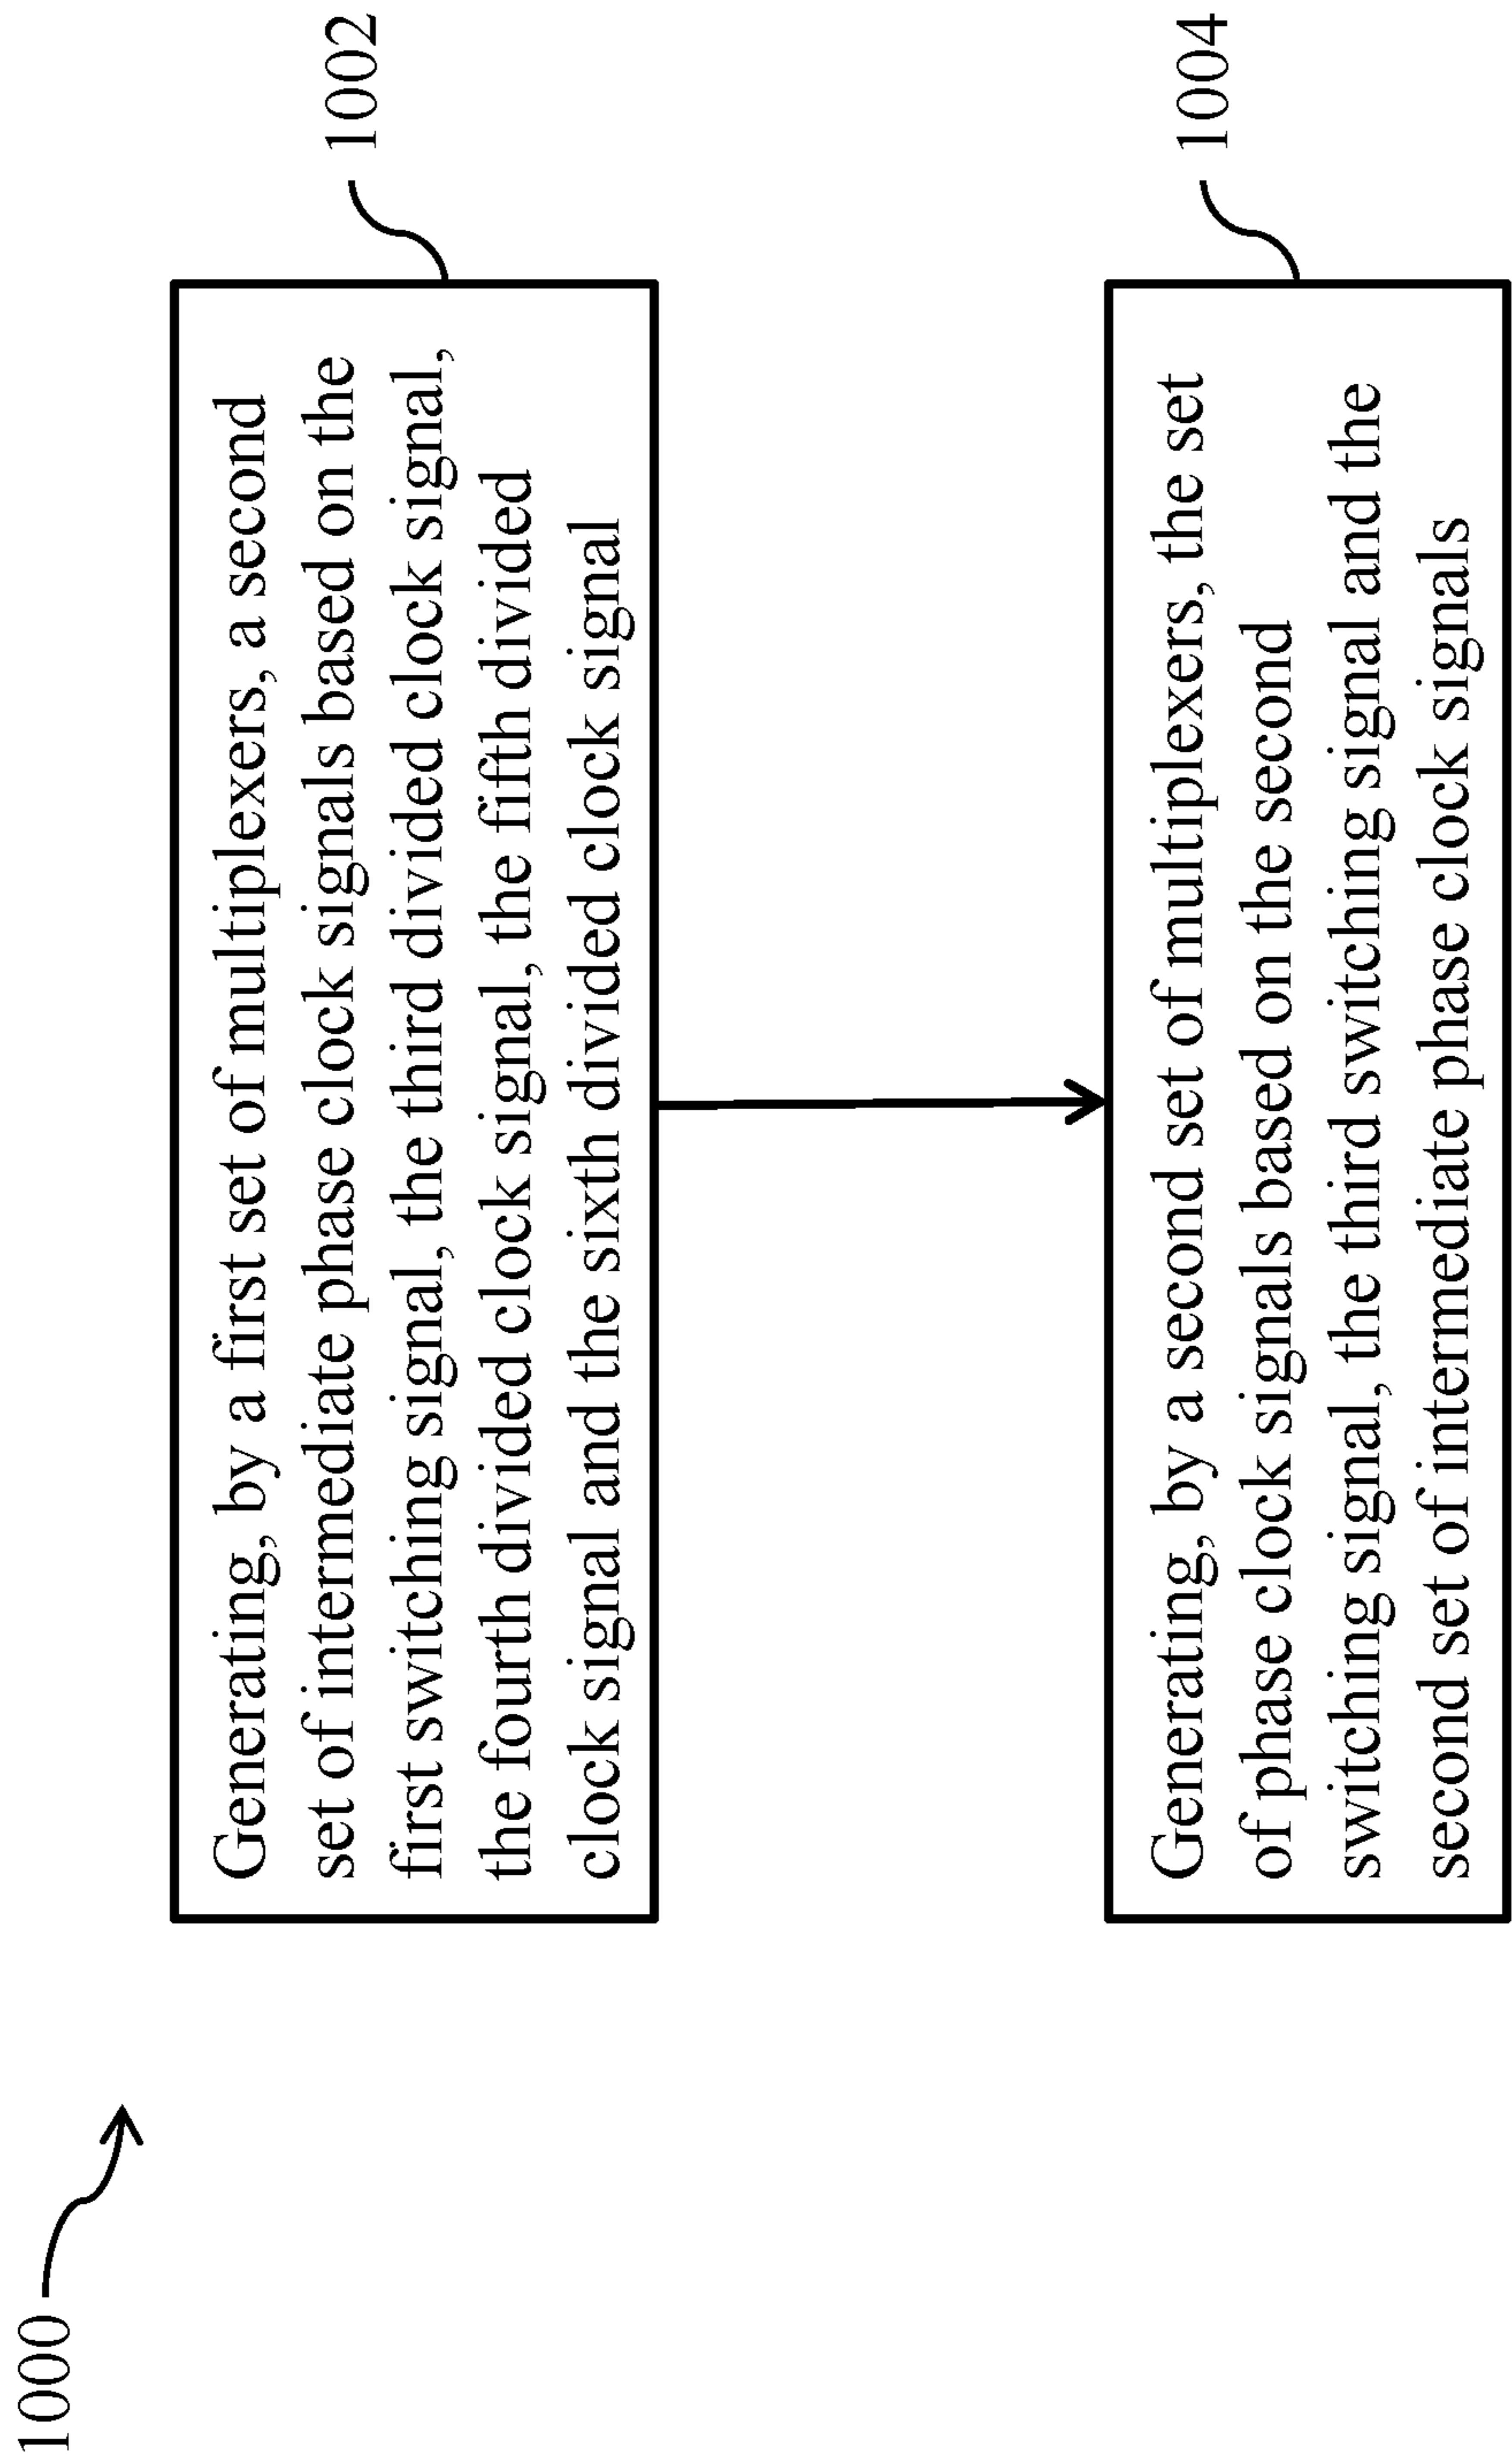 1000
1002
Generating, by a first set of multiplexers, a second
set of intermediate phase clock signals based on the
first switching signal, the third divided clock signal,
the fourth divided clock signal, the fifth divided
clock signal and the sixth divided clock signal
1004
Generating, by a second set of multiplexers, the set
of phase clock signals based on the second
switching signal, the third switching signal and the
second set of intermediate phase clock signals